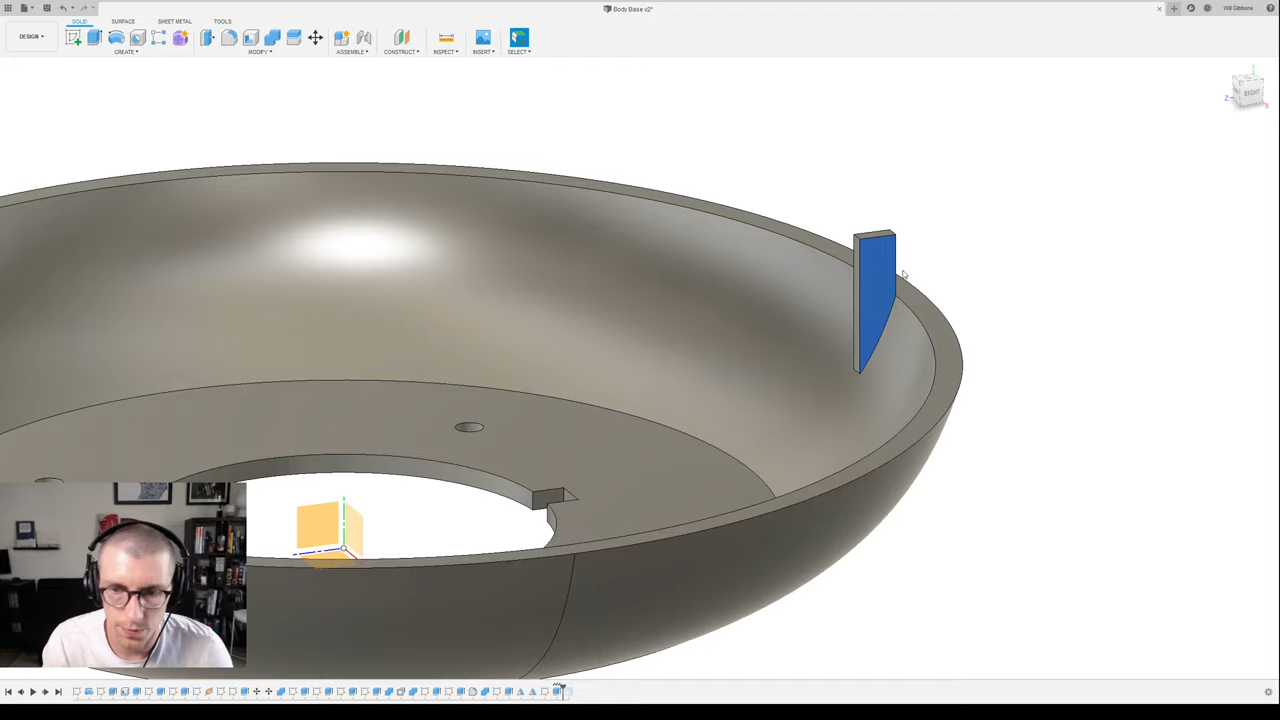 Body Base v2*
Will Gibbons
DESIGN
SOLID SURFACE SHEET METAL TOOLS
CREATE MODIFY ASSEMBLE CONSTRUCT INSPECT INSERT SELECT
Y
RIGHT
Z
X